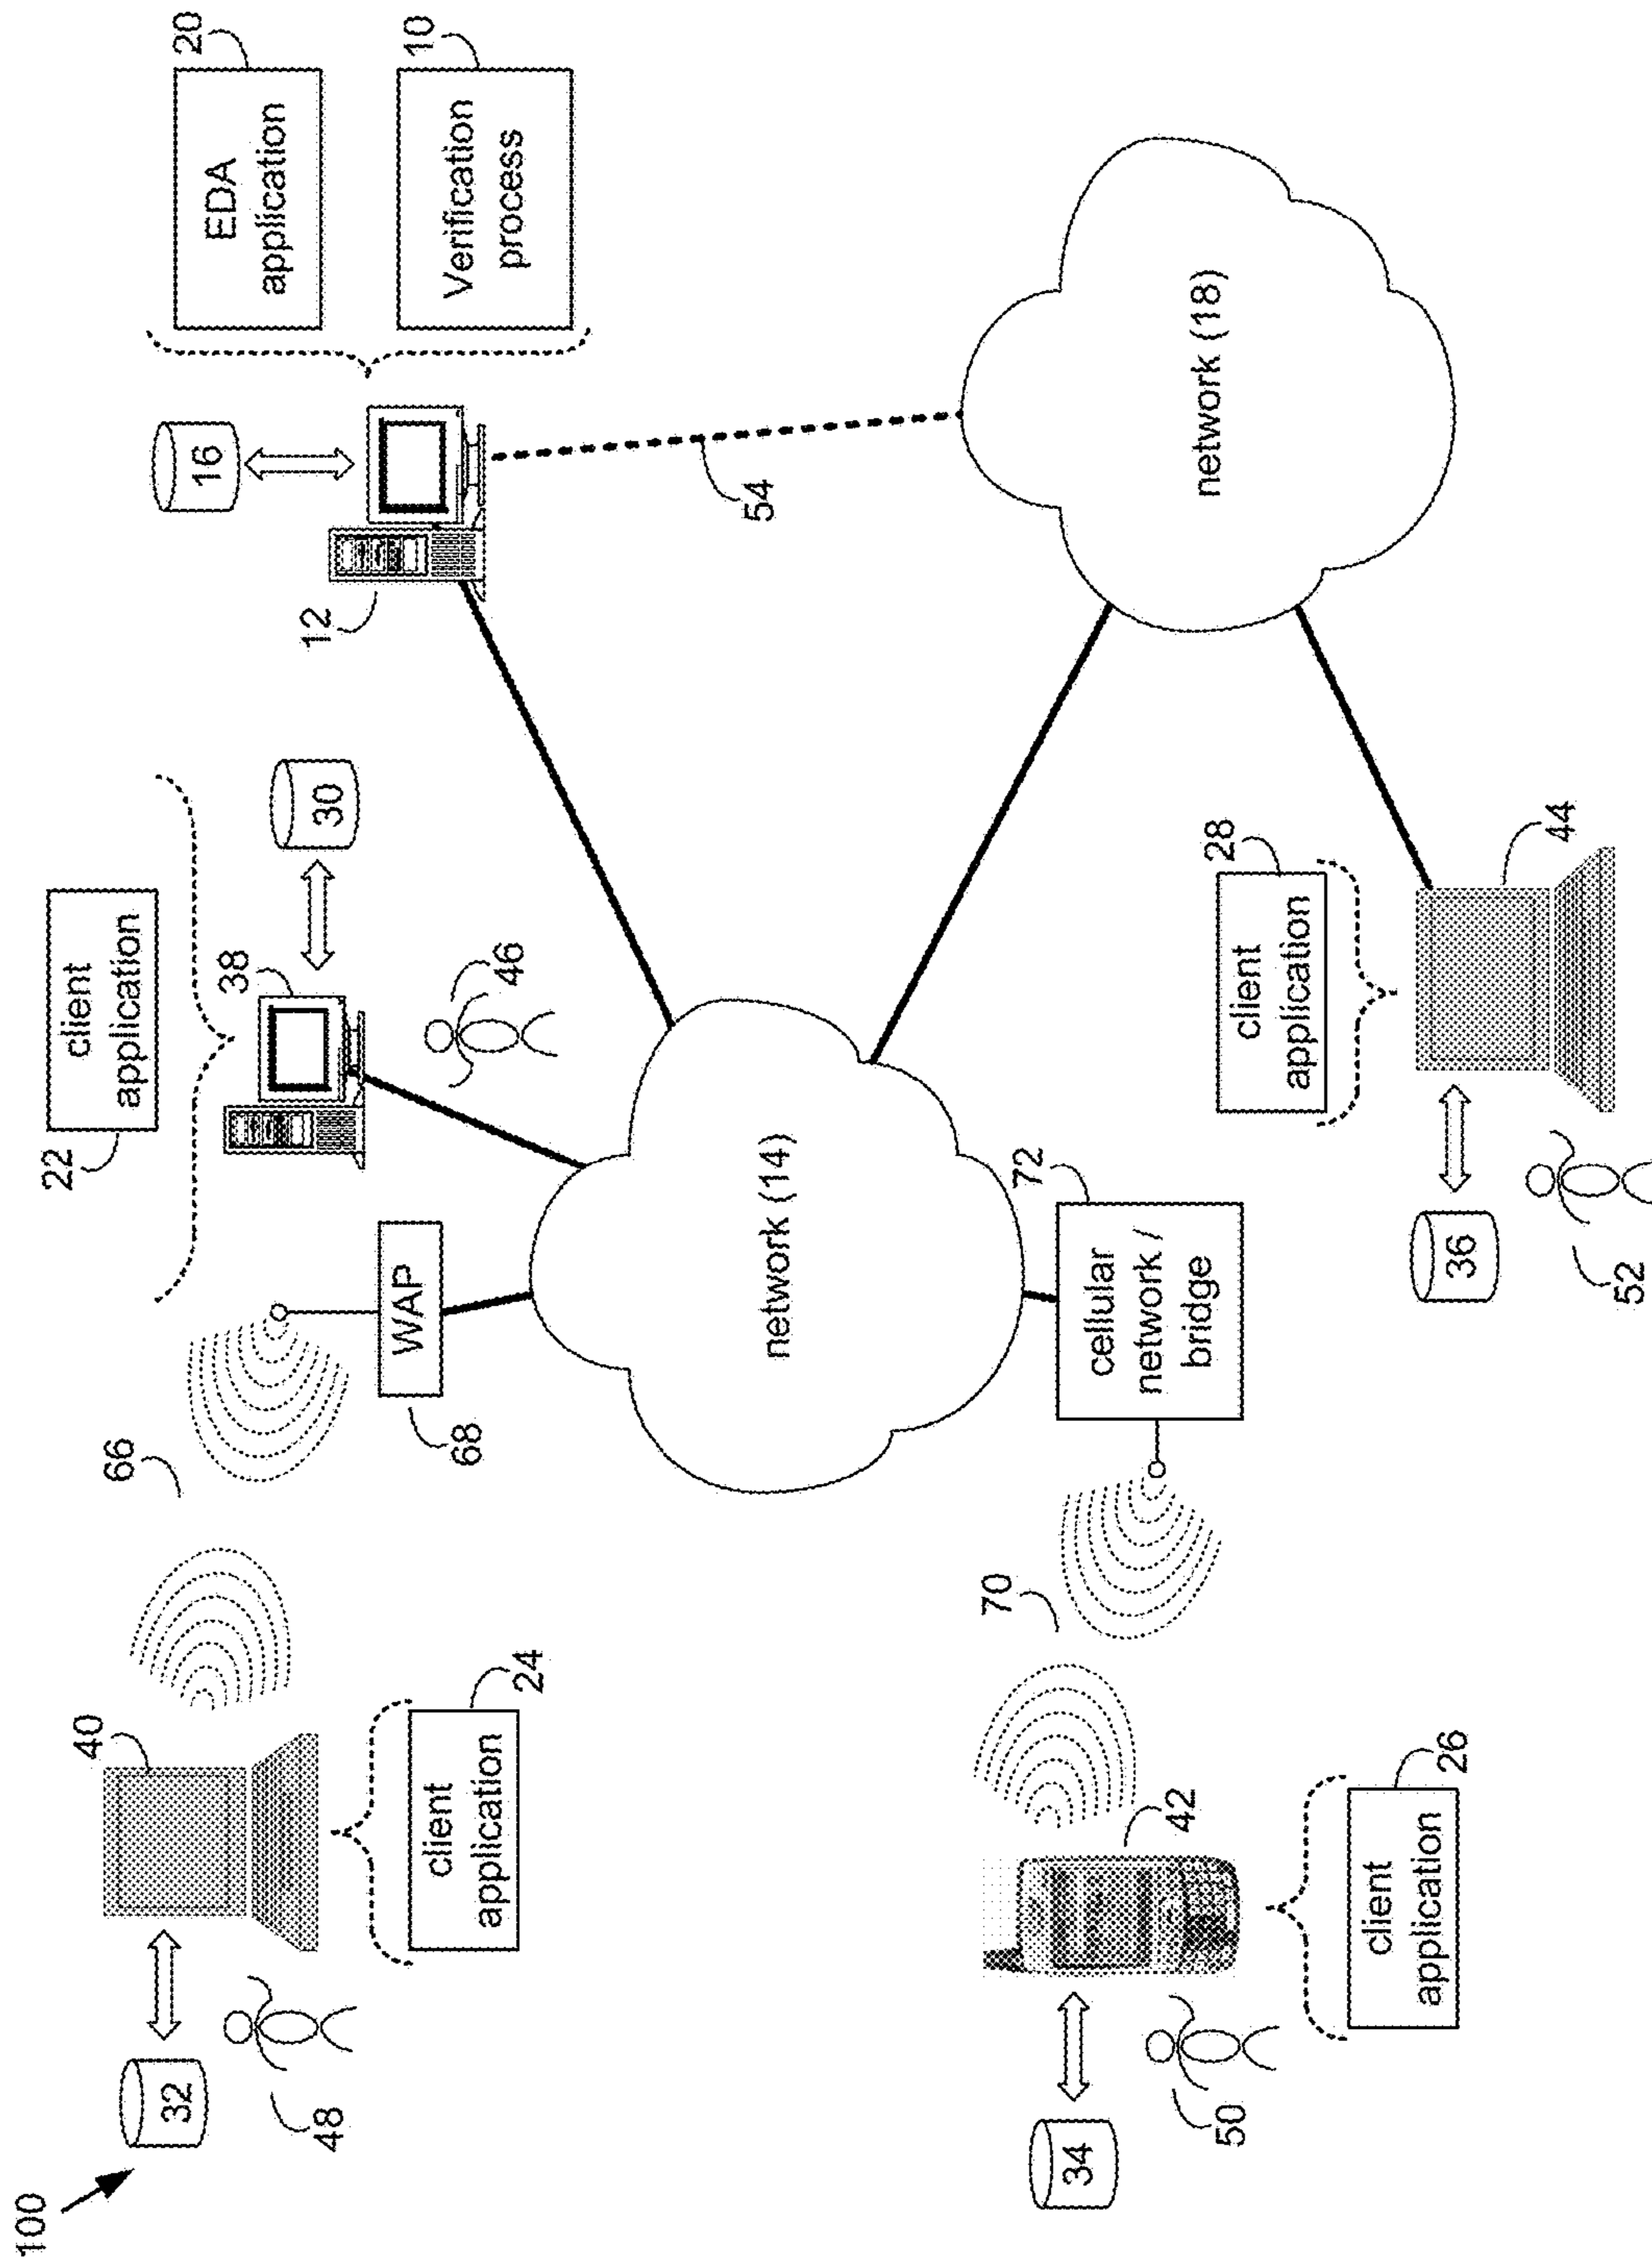 100
32
48
40
client
application
24
66
68
WAP
22
client
application
38
30
46
12
16
EDA
application
20
Verification
process
10
54
network (14)
network (18)
34
50
42
client
application
26
70
cellular
network /
bridge
72
36
52
client
application
28
44